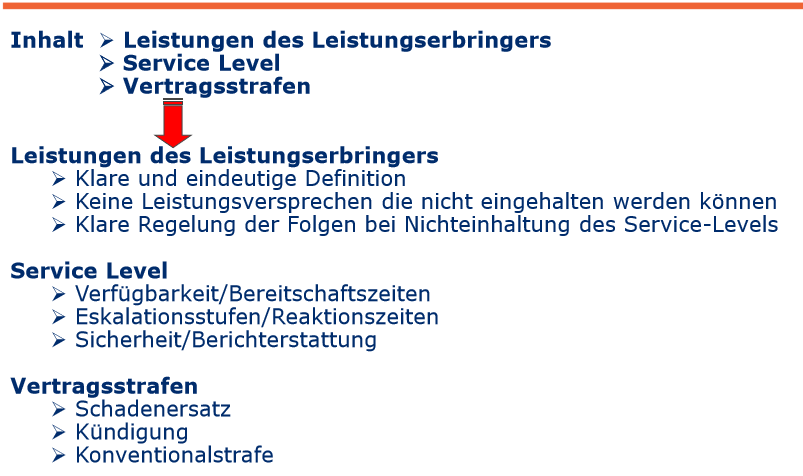 Inhalt ➢ Leistungen des Leistungserbringers
➢ Service Level
➢ Vertragsstrafen
Leistungen des Leistungserbringers
➢ Klare und eindeutige Definition
➢ Keine Leistungsversprechen die nicht eingehalten werden können
➢ Klare Regelung der Folgen bei Nichteinhaltung des Service-Levels
Service Level
➢ Verfügbarkeit/Bereitschaftszeiten
➢ Eskalationsstufen/Reaktionszeiten
➢ Sicherheit/Berichterstattung
Vertragsstrafen
➢ Schadenersatz
➢ Kündigung
➢ Konventionalstrafe